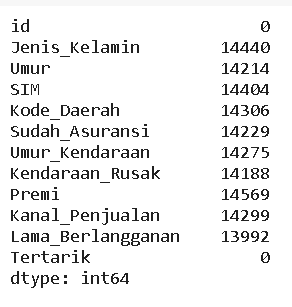 id 0
Jenis_Kelamin 14440
Umur 14214
SIM 14404
Kode_Daerah 14306
Sudah_Asuransi 14229
Umur_Kendaraan 14275
Kendaraan_Rusak 14188
Premi 14569
Kanal_Penjualan 14299
Lama_Berlangganan 13992
Tertarik 0
dtype: int64